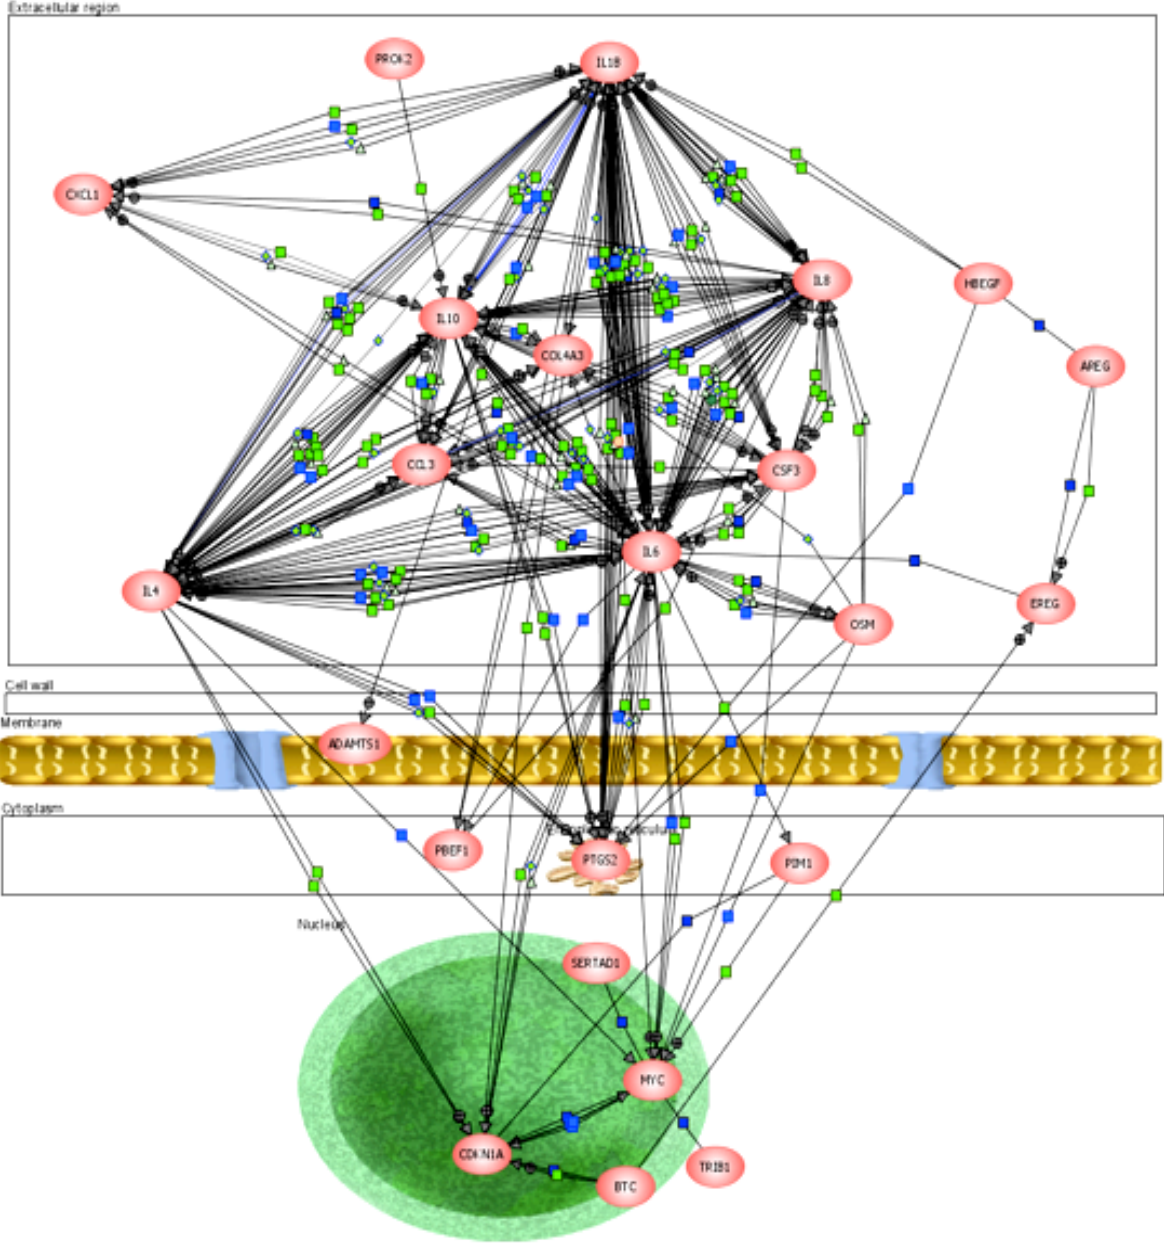 Extracellular region
PROK2
IL1B
CXCL1
IL8
HBEGF
IL10
COL4A3
AREG
CCL3
CSF3
IL6
IL4
EREG
OSM
Cell wall
Membrane
ADAMTS1
Cytoplasm
PBEF1
PTGS2
PIM1
Nucleus
SERTAD1
MYC
CDKN1A
TRIB1
BTC